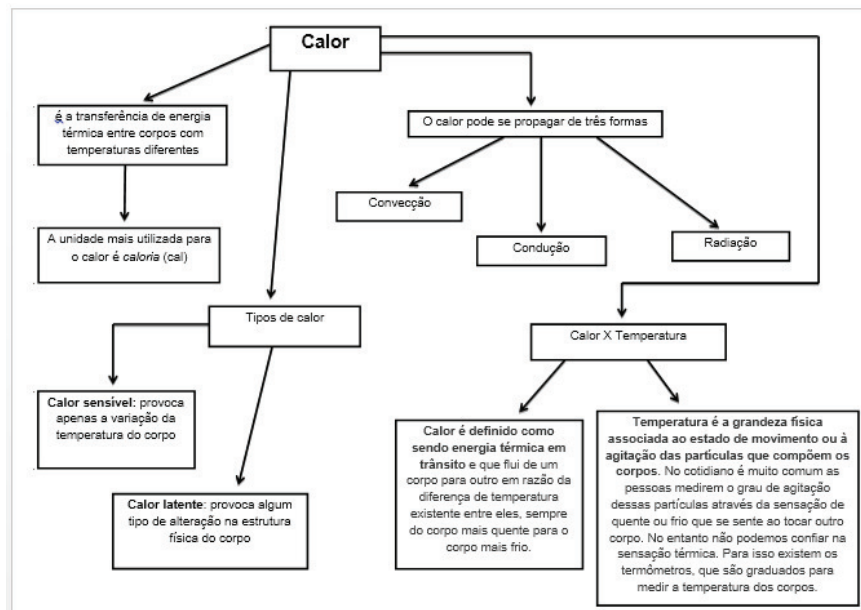 Calor
é a transferência de energia
térmica entre corpos com
temperaturas diferentes
O calor pode se propagar de três formas
Convecção
Condução
Radiação
A unidade mais utilizada para
o calor é caloria (cal)
Tipos de calor
Calor X Temperatura
Calor sensível: provoca
apenas a variação da
temperatura do corpo
Calor latente: provoca algum
tipo de alteração na estrutura
física do corpo
Calor é definido como
sendo energia térmica em
trânsito e que flui de um
corpo para outro em razão da
diferença de temperatura
existente entre eles, sempre
do corpo mais quente para o
corpo mais frio.
Temperatura é a grandeza física
associada ao estado de movimento ou à
agitação das partículas que compõem os
corpos. No cotidiano é muito comum as
pessoas medirem o grau de agitação
dessas partículas através da sensação de
quente ou frio que se sente ao tocar outro
corpo. No entanto não podemos confiar na
sensação térmica. Para isso existem os
termômetros, que são graduados para
medir a temperatura dos corpos.